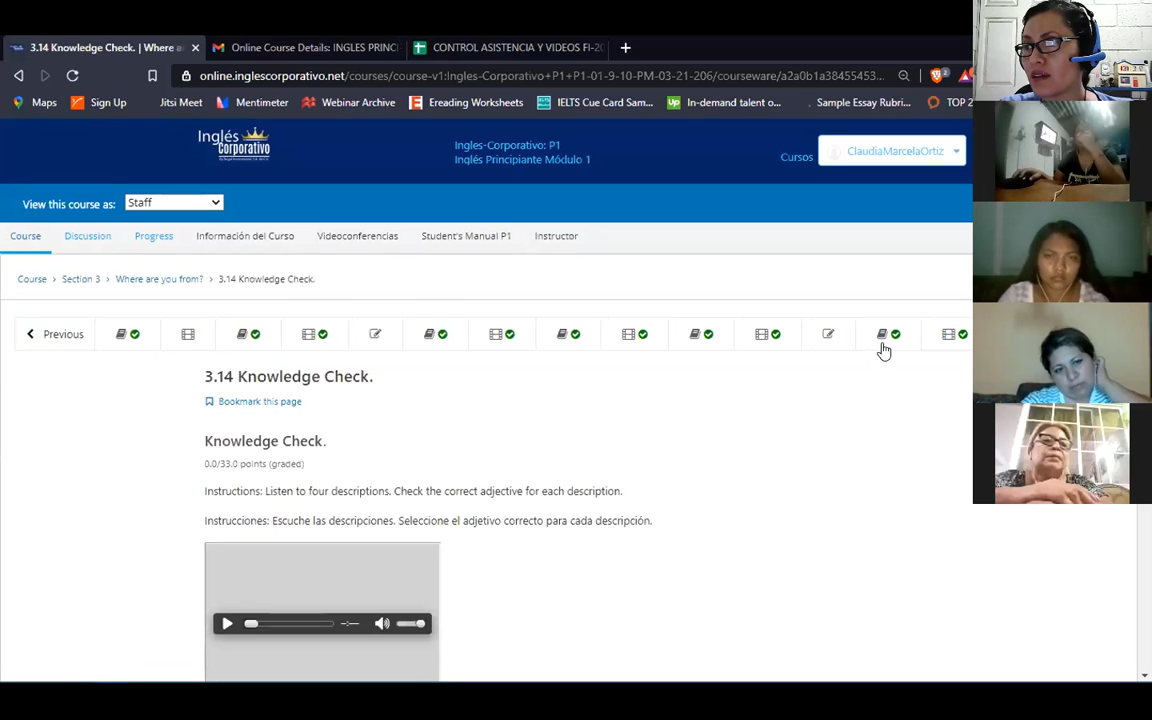 3.14 Knowledge Check. | Where a
Online Course Details: INGLES PRINCI
CONTROL ASISTENCIA Y VIDEOS FI-20
online.inglescorporativo.net/courses/course-v1:Ingles-Corporativo+P1+P1-01-9-10-PM-03-21-206/courseware/a2a0b1a38455453...
Maps
Sign Up
Jitsi Meet
Mentimeter
Webinar Archive
Ereading Worksheets
IELTS Cue Card Sam...
In-demand talent o...
Sample Essay Rubri...
TOP 2
Inglés
Corporativo
Ingles-Corporativo: P1
Inglés Principiante Módulo 1
Cursos
ClaudiaMarcelaOrtiz
View this course as:
Staff
Course
Discussion
Progress
Información del Curso
Videoconferencias
Student's Manual P1
Instructor
Course > Section 3 > Where are you from? > 3.14 Knowledge Check.
Previous
3.14 Knowledge Check.
Bookmark this page
Knowledge Check.
0.0/33.0 points (graded)
Instructions: Listen to four descriptions. Check the correct adjective for each description.
Instrucciones: Escuche las descripciones. Seleccione el adjetivo correcto para cada descripción.
-:--